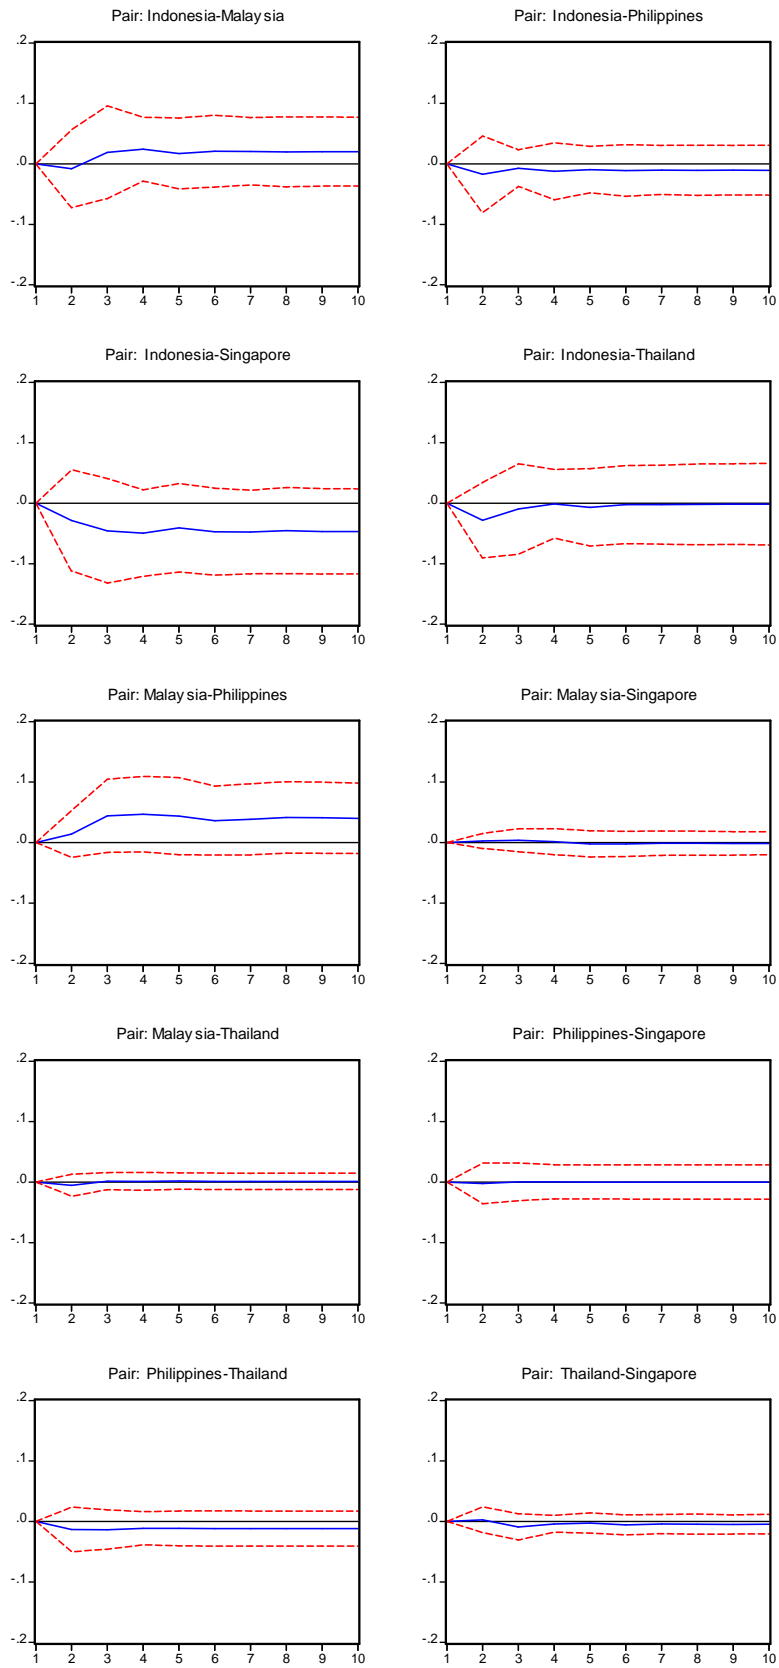 Pair: Indonesia-Malaysia
Pair: Indonesia-Philippines
.2
.1
.0
-.1
-.2
1 2 3 4 5 6 7 8 9 10
.2
.1
.0
-.1
-.2
1 2 3 4 5 6 7 8 9 10
Pair: Indonesia-Singapore
Pair: Indonesia-Thailand
.2
.1
.0
-.1
-.2
1 2 3 4 5 6 7 8 9 10
.2
.1
.0
-.1
-.2
1 2 3 4 5 6 7 8 9 10
Pair: Malaysia-Philippines
Pair: Malaysia-Singapore
.2
.1
.0
-.1
-.2
1 2 3 4 5 6 7 8 9 10
.2
.1
.0
-.1
-.2
1 2 3 4 5 6 7 8 9 10
Pair: Malaysia-Thailand
Pair: Philippines-Singapore
.2
.1
.0
-.1
-.2
1 2 3 4 5 6 7 8 9 10
.2
.1
.0
-.1
-.2
1 2 3 4 5 6 7 8 9 10
Pair: Philippines-Thailand
Pair: Thailand-Singapore
.2
.1
.0
-.1
-.2
1 2 3 4 5 6 7 8 9 10
.2
.1
.0
-.1
-.2
1 2 3 4 5 6 7 8 9 10